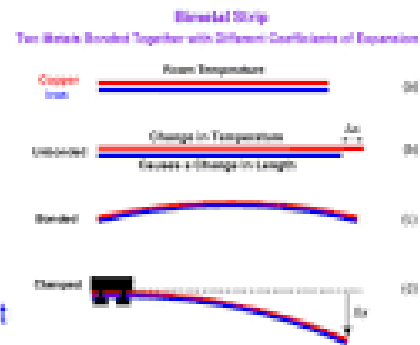 Bimetal Strip
Two Metals Bonded Together with Different Coefficients of Expansion
Room Temperature
Copper
Iron
(a)
Change in Temperature
Δx
Unbonded
(b)
Causes a Change in Length
Bonded
(c)
Clamped
(d)
t